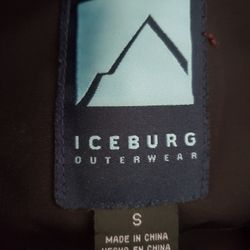 ICEBURG
OUTERWEAR
S
MADE IN CHINA
HECHO EN CHINA